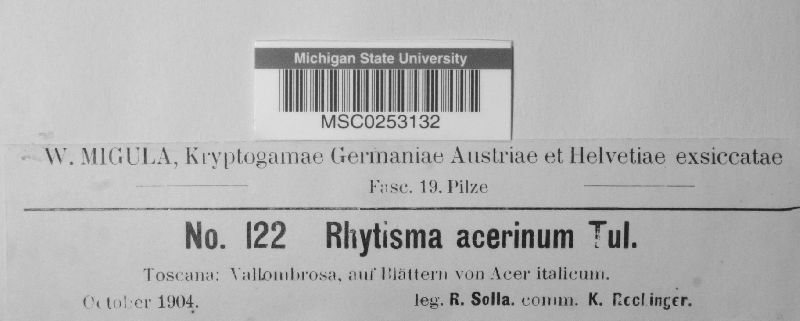 Michigan State University
MSC0253132
W. MIGULA, Kryptogamae Germaniae Austriae et Helvetiae exsiccatae
Fasc. 19. Pilze
No. 122 Rhytisma acerinum Tul.
Toscana: Vallombrosa, auf Blättern von Acer italicum.
October 1904. leg. R. Solla. comm. K.